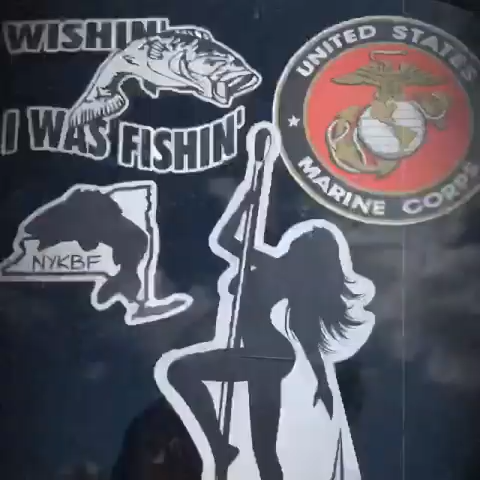 WISHIN'
I WAS FISHIN'
UNITED STATES
MARINE CORPS
NYKBF